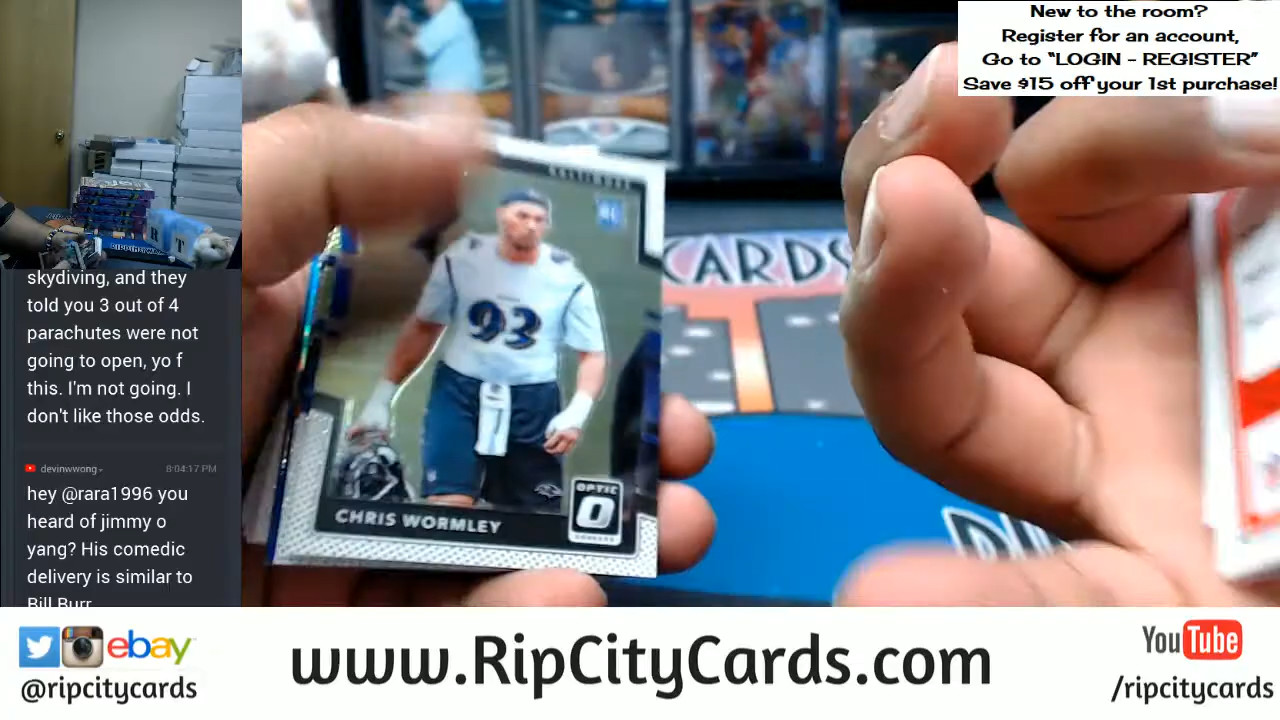 New to the room?
Register for an account,
Go to "LOGIN - REGISTER"
Save $15 off your 1st purchase!
skydiving, and they
told you 3 out of 4
parachutes were not
going to open, yo f
this. I'm not going. I
don't like those odds.
devinwwong
8:04:17 PM
hey @rara1996 you
heard of jimmy o
yang? His comedic
delivery is similar to
Bill Burr
BALTIMORE
93
CHRIS WORMLEY
OPTIC
CARDS
ebay
@ripcitycards
www.RipCityCards.com
YouTube
/ripcitycards